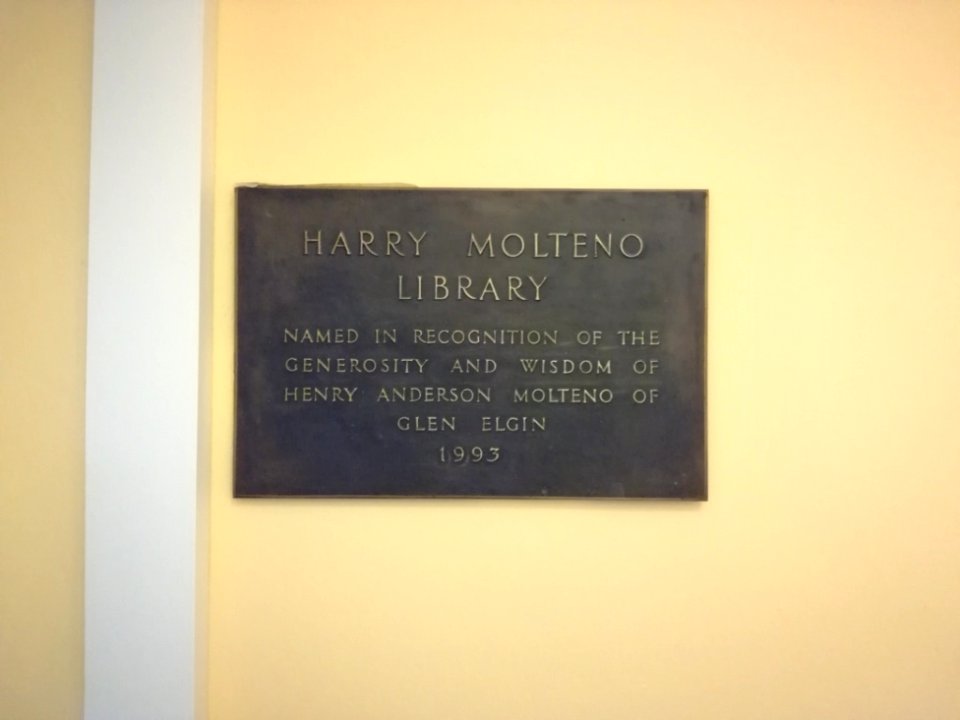 HARRY MOLTENO
LIBRARY
NAMED IN RECOGNITION OF THE
GENEROSITY AND WISDOM OF
HENRY ANDERSON MOLTENO OF
GLEN ELGIN
1993